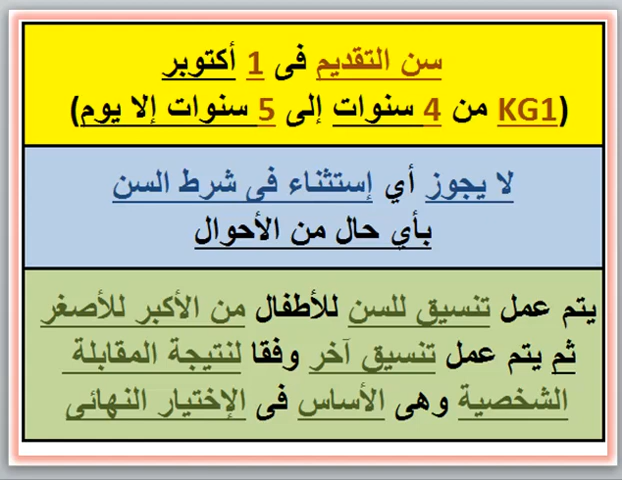 سن التقديم فى 1 أكتوبر
(KG1 من 4 سنوات إلى 5 سنوات إلا يوم)
لا يجوز أي إستثناء فى شرط السن
بأي حال من الأحوال
يتم عمل تنسيق للسن للأطفال من الأكبر للأصغر
ثم يتم عمل تنسيق آخر وفقا لنتيجة المقابلة
الشخصية وهى الأساس فى الإختيار النهائى